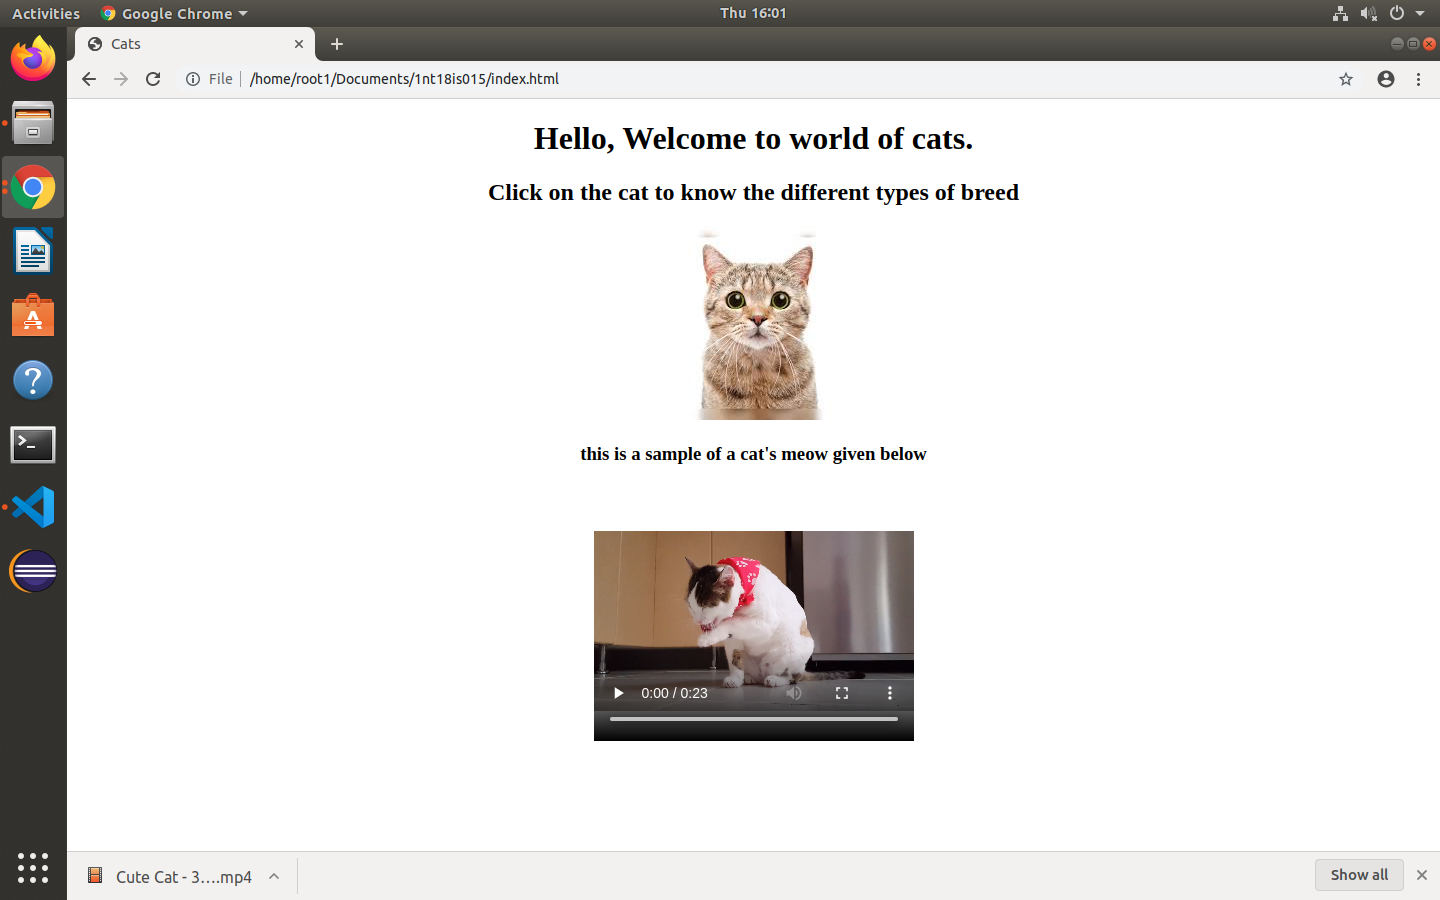 Activities Google Chrome Thu 16:01
Cats
File /home/root1/Documents/1nt18is015/index.html
Hello, Welcome to world of cats.
Click on the cat to know the different types of breed
this is a sample of a cat's meow given below
0:00 / 0:23
Cute Cat - 3....mp4 Show all